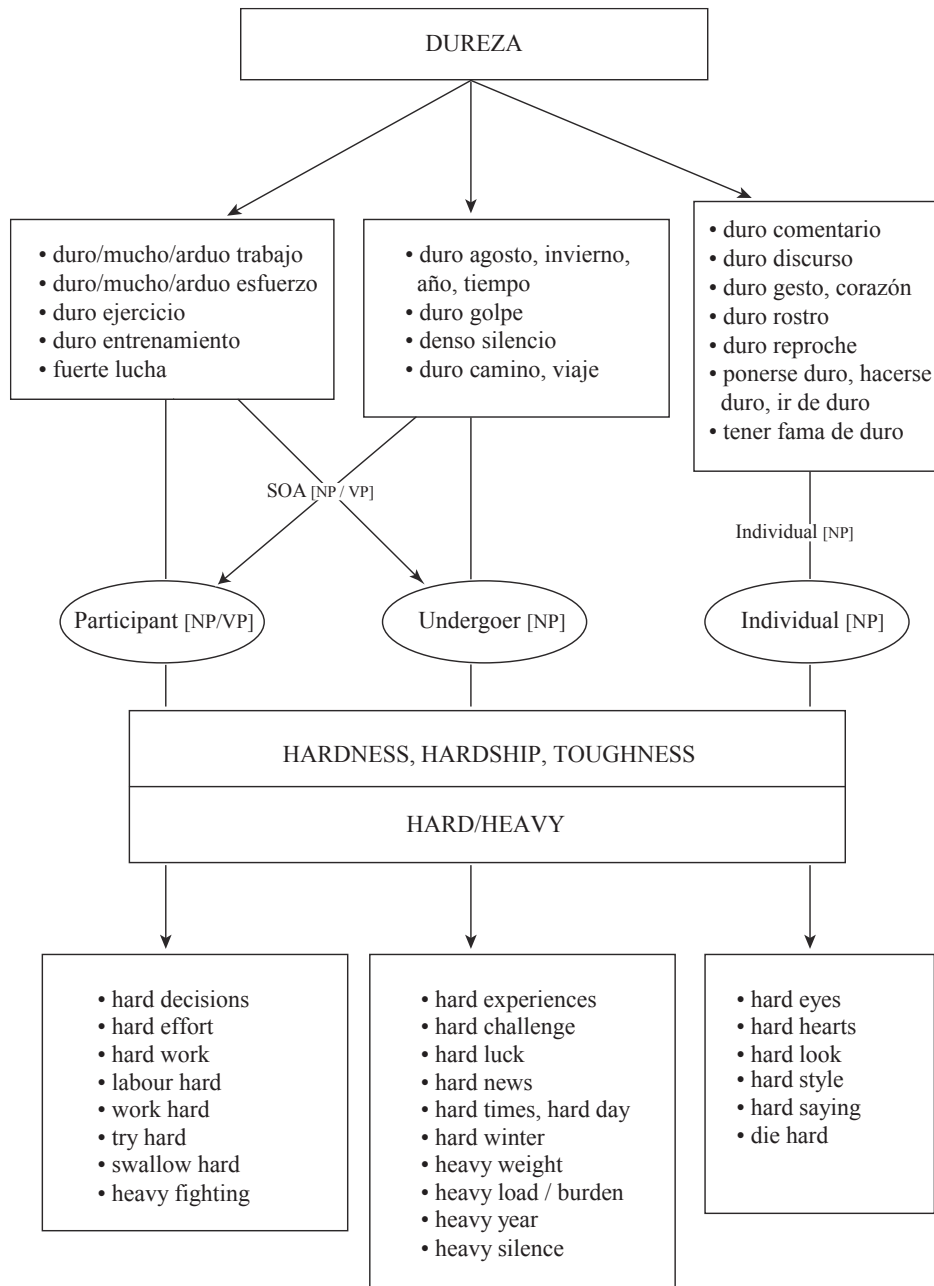 DUREZA
• duro/mucho/arduo trabajo
• duro/mucho/arduo esfuerzo
• duro ejercicio
• duro entrenamiento
• fuerte lucha
• duro agosto, invierno,
año, tiempo
• duro golpe
• denso silencio
• duro camino, viaje
• duro comentario
• duro discurso
• duro gesto, corazón
• duro rostro
• duro reproche
• ponerse duro, hacerse
duro, ir de duro
• tener fama de duro
SOA [NP / VP]
Individual [NP]
Participant [NP/VP]
Undergoer [NP]
Individual [NP]
HARDNESS, HARDSHIP, TOUGHNESS
HARD/HEAVY
• hard decisions
• hard effort
• hard work
• labour hard
• work hard
• try hard
• swallow hard
• heavy fighting
• hard experiences
• hard challenge
• hard luck
• hard news
• hard times, hard day
• hard winter
• heavy weight
• heavy load / burden
• heavy year
• heavy silence
• hard eyes
• hard hearts
• hard look
• hard style
• hard saying
• die hard